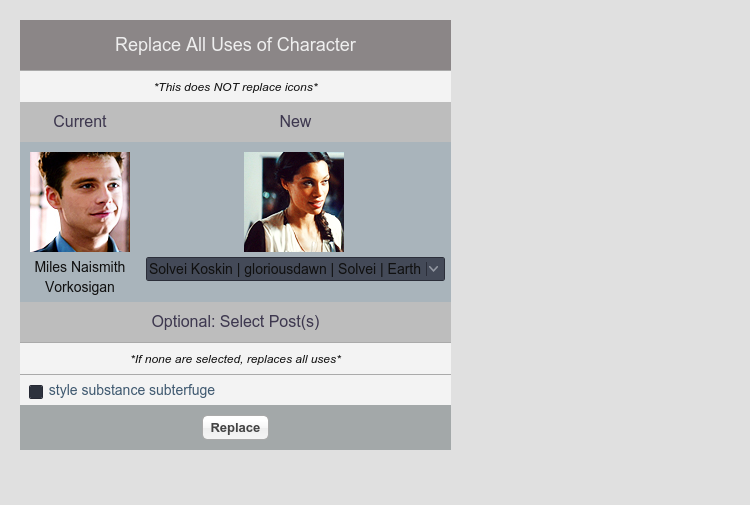 Replace All Uses of Character
*This does NOT replace icons*
Current
New
Miles Naismith
Vorkosigan
Solvei Koskin | gloriousdawn | Solvei | Earth |
Optional: Select Post(s)
*If none are selected, replaces all uses*
style substance subterfuge
Replace